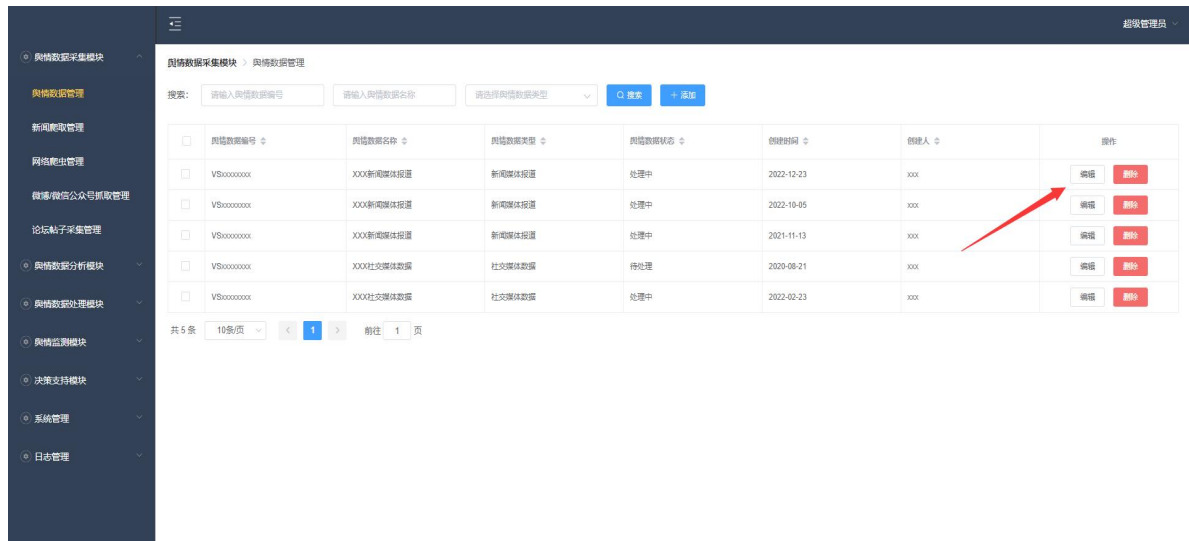 超级管理员
舆情数据采集模块
舆情数据管理
新闻爬取管理
网络爬虫管理
微博/微信公众号抓取管理
论坛帖子采集管理
舆情数据分析模块
舆情数据处理模块
舆情监测模块
决策支持模块
系统管理
日志管理
舆情数据采集模块 > 舆情数据管理
搜索: 请输入舆情数据编号 请输入舆情数据名称 请选择舆情数据类型 搜索 + 添加
舆情数据编号 舆情数据名称 舆情数据类型 舆情数据状态 创建时间 创建人 操作
VSxxxxxxxx XXX新闻媒体报道 新闻媒体报道 处理中 2022-12-23 xxx 编辑 删除
VSxxxxxxxx XXX新闻媒体报道 新闻媒体报道 处理中 2022-10-05 xxx 编辑 删除
VSxxxxxxxx XXX新闻媒体报道 新闻媒体报道 处理中 2021-11-13 xxx 编辑 删除
VSxxxxxxxx XXX社交媒体数据 社交媒体数据 待处理 2020-08-21 xxx 编辑 删除
VSxxxxxxxx XXX社交媒体数据 社交媒体数据 处理中 2022-02-23 xxx 编辑 删除
共 5 条 10条/页 < 1 > 前往 1 页